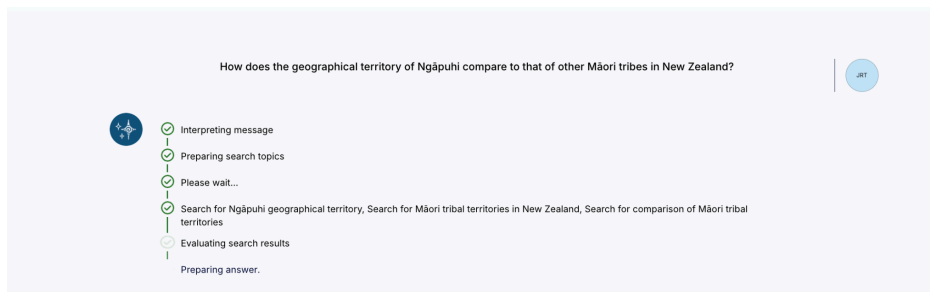 How does the geographical territory of Ngāpuhi compare to that of other Māori tribes in New Zealand?
JRT
Interpreting message
Preparing search topics
Please wait...
Search for Ngāpuhi geographical territory, Search for Māori tribal territories in New Zealand, Search for comparison of Māori tribal
territories
Evaluating search results
Preparing answer.